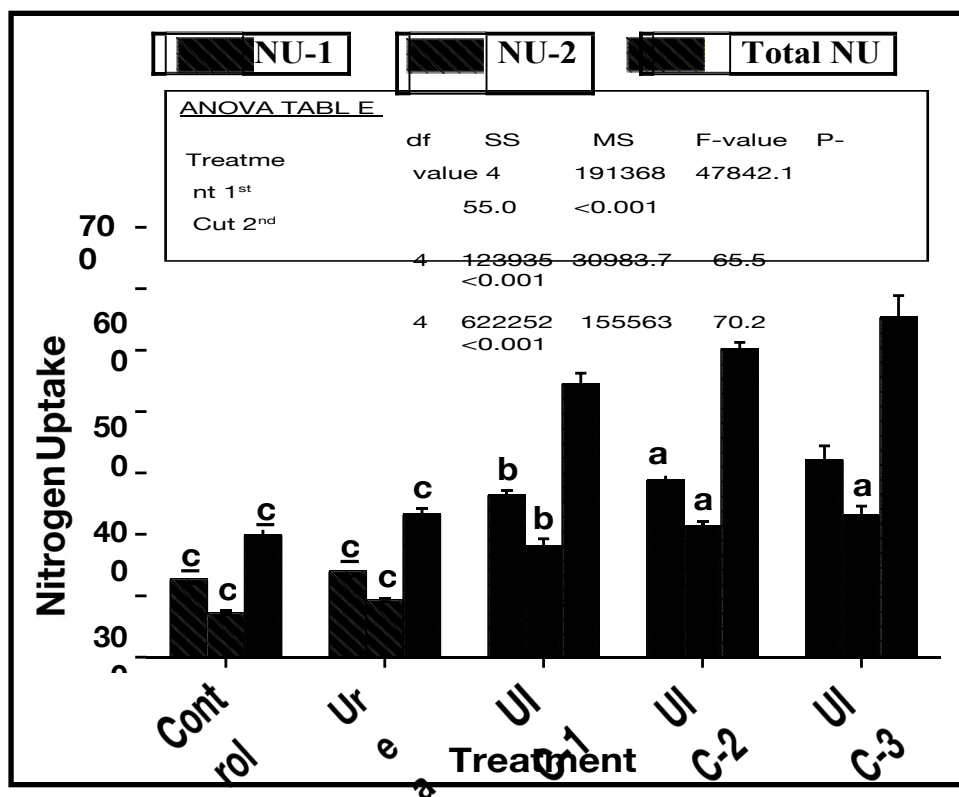 NU-1 NU-2 Total NU
ANOVA TABL E
df SS MS F-value P-
Treatme
value 4 191368 47842.1
nt 1st
55.0 <0.001
Cut 2nd
4 123935 30983.7 65.5
<0.001
4 622252 155563 70.2
<0.001
70
0
60
0
50
0
40
0
30
Nitrogen Uptake
c c c
c c c
b b
a a
a
Cont
rol
Ur
e
a
UI
C-1
UI
C-2
UI
C-3
Treatment